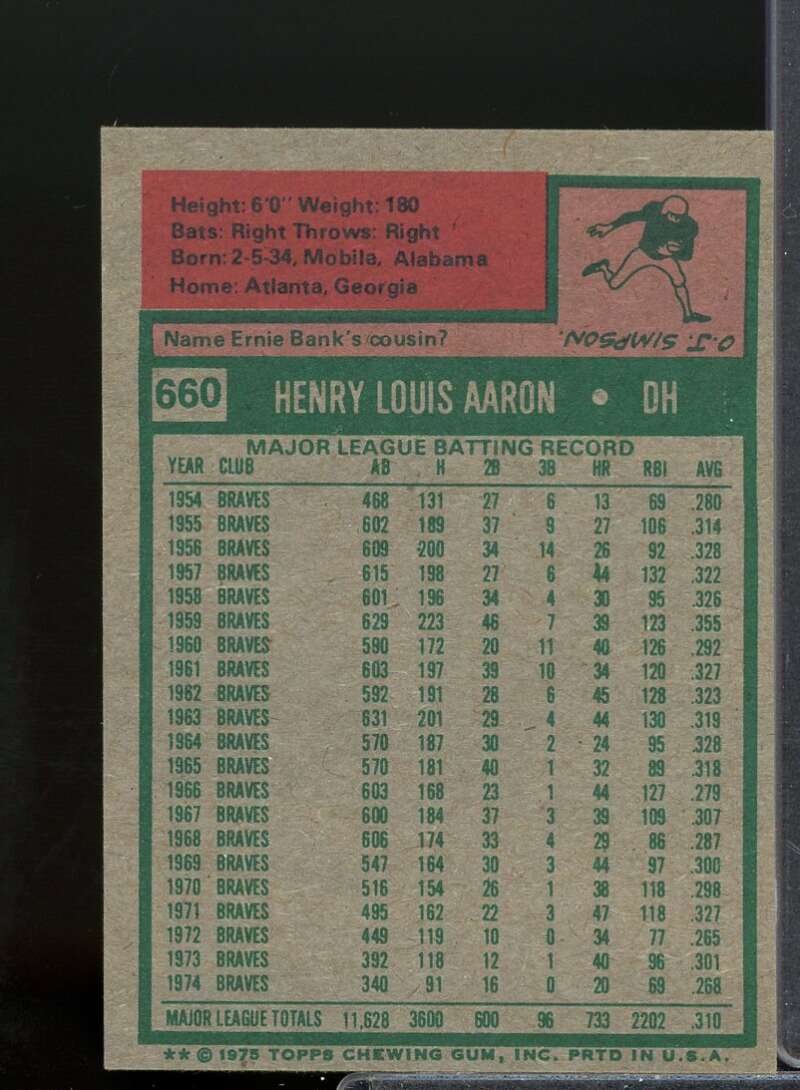 Height: 6'0" Weight: 180
Bats: Right Throws: Right
Born: 2-5-34, Mobila, Alabama
Home: Atlanta, Georgia
Name Ernie Bank's cousin?
O.J. SIMPSON.
660 HENRY LOUIS AARON • DH
MAJOR LEAGUE BATTING RECORD
YEAR CLUB AB H 2B 3B HR RBI AVG
1954 BRAVES 468 131 27 6 13 69 .280
1955 BRAVES 602 189 37 9 27 106 .314
1956 BRAVES 609 200 34 14 26 92 .328
1957 BRAVES 615 198 27 6 44 132 .322
1958 BRAVES 601 196 34 4 30 95 .326
1959 BRAVES 629 223 46 7 39 123 .355
1960 BRAVES 590 172 20 11 40 126 .292
1961 BRAVES 603 197 39 10 34 120 .327
1962 BRAVES 592 191 28 6 45 128 .323
1963 BRAVES 631 201 29 4 44 130 .319
1964 BRAVES 570 187 30 2 24 95 .328
1965 BRAVES 570 181 40 1 32 89 .318
1966 BRAVES 603 168 23 1 44 127 .279
1967 BRAVES 600 184 37 3 39 109 .307
1968 BRAVES 606 174 33 4 29 86 .287
1969 BRAVES 547 164 30 3 44 97 .300
1970 BRAVES 516 154 26 1 38 118 .298
1971 BRAVES 495 162 22 3 47 118 .327
1972 BRAVES 449 119 10 0 34 77 .265
1973 BRAVES 392 118 12 1 40 96 .301
1974 BRAVES 340 91 16 0 20 69 .268
MAJOR LEAGUE TOTALS 11,628 3600 600 96 733 2202 .310
** © 1975 TOPPS CHEWING GUM, INC. PRTD IN U.S.A.